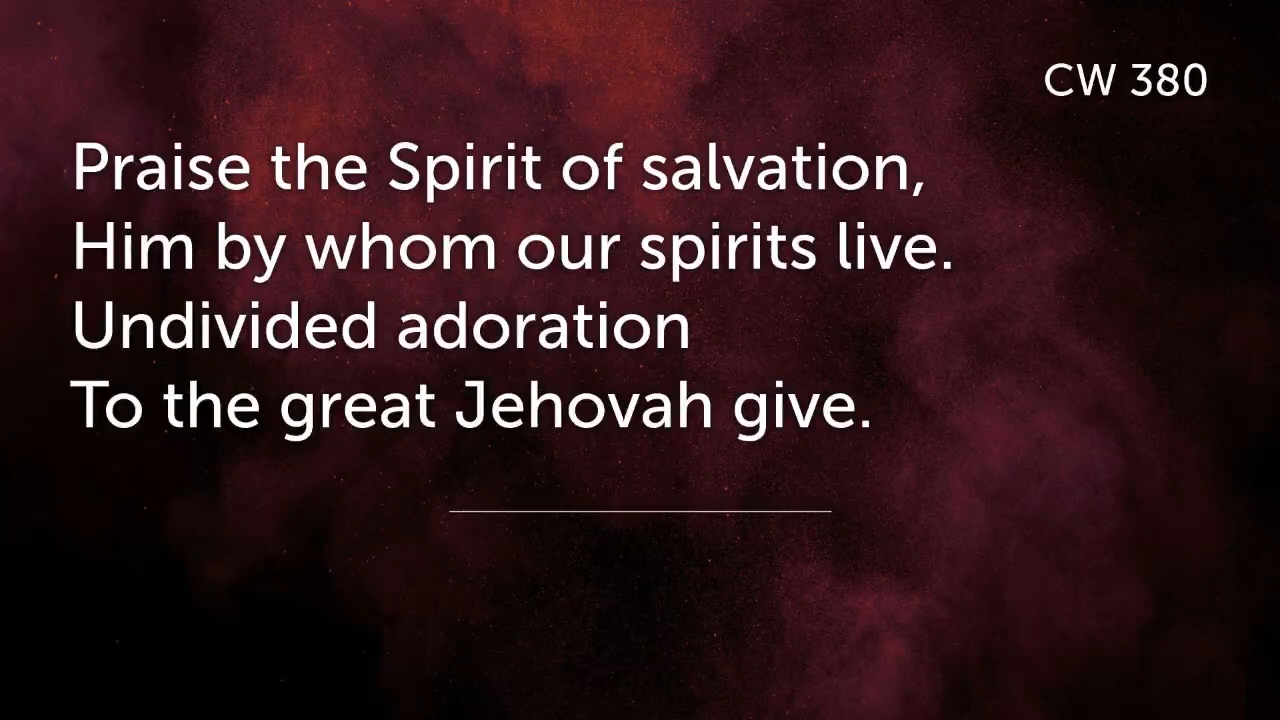 CW 380
Praise the Spirit of salvation,
Him by whom our spirits live.
Undivided adoration
To the great Jehovah give.